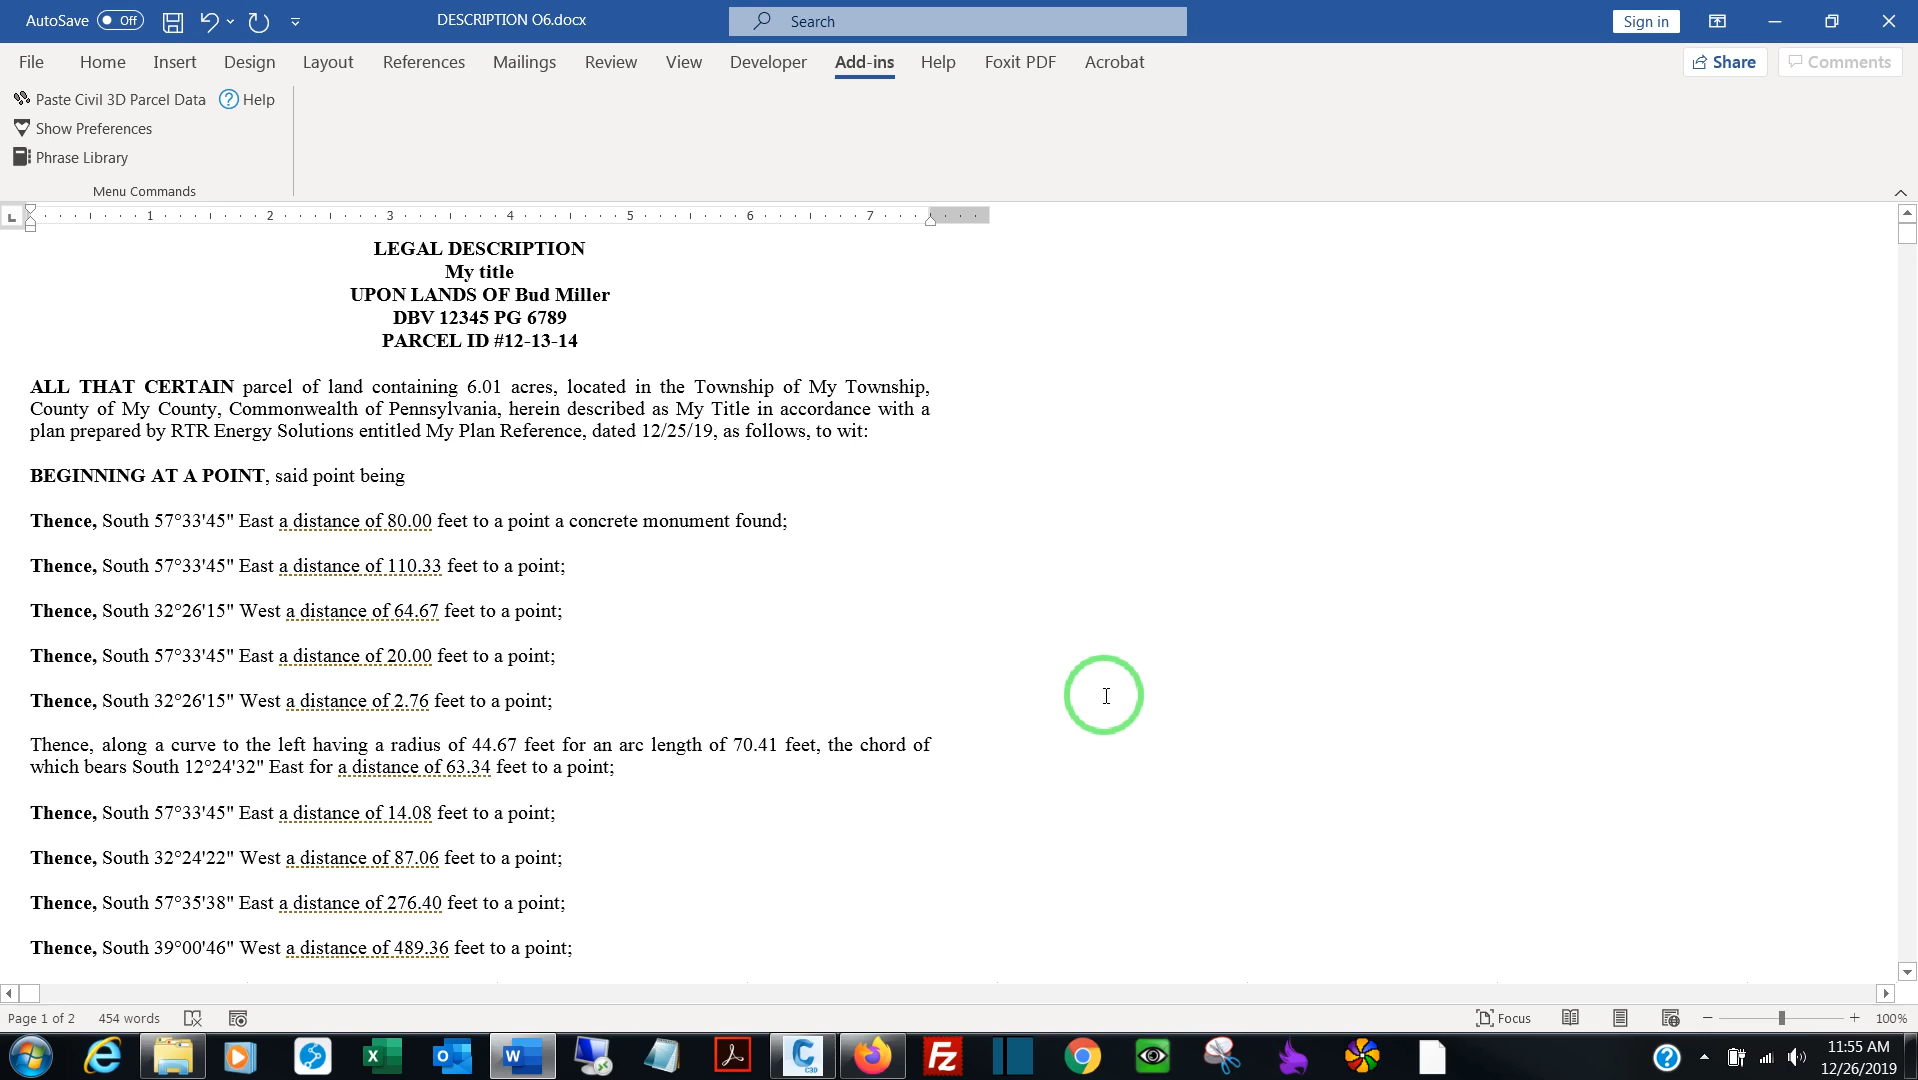 AutoSave Off DESCRIPTION O6.docx Search Sign in
File Home Insert Design Layout References Mailings Review View Developer Add-ins Help Foxit PDF Acrobat Share Comments
Paste Civil 3D Parcel Data Help
Show Preferences
Phrase Library
Menu Commands
1 2 3 4 5 6 7
LEGAL DESCRIPTION
My title
UPON LANDS OF Bud Miller
DBV 12345 PG 6789
PARCEL ID #12-13-14
ALL THAT CERTAIN parcel of land containing 6.01 acres, located in the Township of My Township,
County of My County, Commonwealth of Pennsylvania, herein described as My Title in accordance with a
plan prepared by RTR Energy Solutions entitled My Plan Reference, dated 12/25/19, as follows, to wit:
BEGINNING AT A POINT, said point being
Thence, South 57°33'45" East a distance of 80.00 feet to a point a concrete monument found;
Thence, South 57°33'45" East a distance of 110.33 feet to a point;
Thence, South 32°26'15" West a distance of 64.67 feet to a point;
Thence, South 57°33'45" East a distance of 20.00 feet to a point;
Thence, South 32°26'15" West a distance of 2.76 feet to a point;
Thence, along a curve to the left having a radius of 44.67 feet for an arc length of 70.41 feet, the chord of
which bears South 12°24'32" East for a distance of 63.34 feet to a point;
Thence, South 57°33'45" East a distance of 14.08 feet to a point;
Thence, South 32°24'22" West a distance of 87.06 feet to a point;
Thence, South 57°35'38" East a distance of 276.40 feet to a point;
Thence, South 39°00'46" West a distance of 489.36 feet to a point;
Page 1 of 2 454 words Focus 100%
11:55 AM
12/26/2019